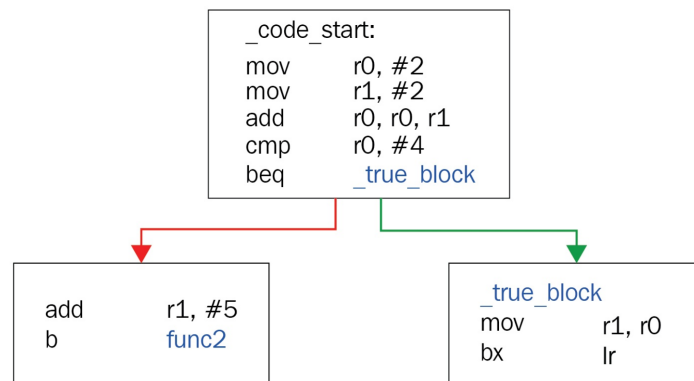 _code_start:
mov r0, #2
mov r1, #2
add r0, r0, r1
cmp r0, #4
beq _true_block
add r1, #5
b func2
_true_block
mov r1, r0
bx lr